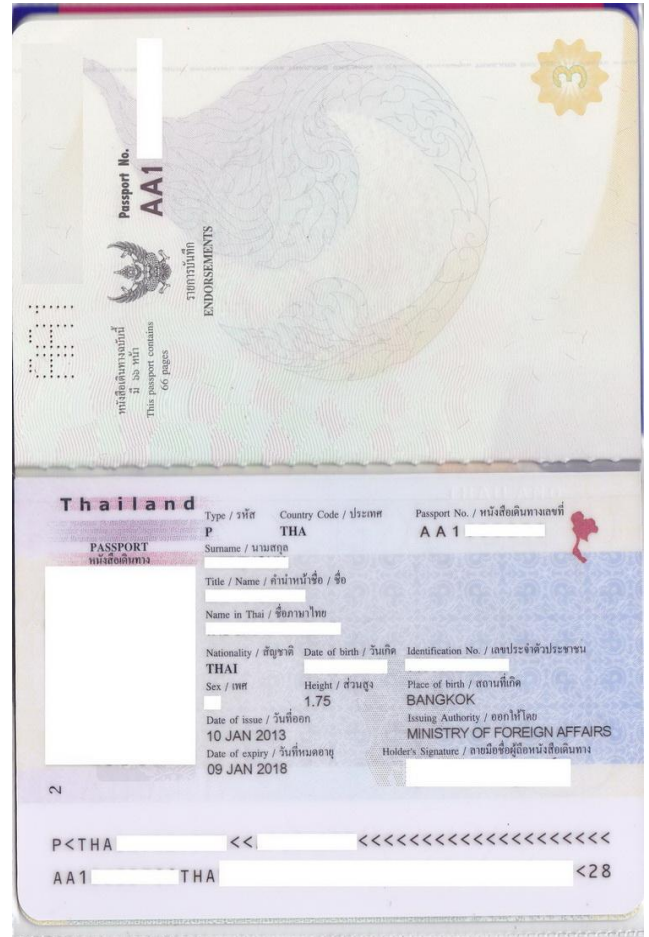 3
Passport No.
AA1
รายการบันทึก
ENDORSEMENTS
หนังสือเดินทางฉบับนี้
มี ๖๖ หน้า
This passport contains
66 pages
Thailand
PASSPORT
หนังสือเดินทาง
Type / รหัส Country Code / ประเทศ Passport No. / หนังสือเดินทางเลขที่
P THA AA1
Surname / นามสกุล
Title / Name / คำนำหน้าชื่อ / ชื่อ
Name in Thai / ชื่อภาษาไทย
Nationality / สัญชาติ Date of birth / วันเกิด Identification No. / เลขประจำตัวประชาชน
THAI
Sex / เพศ Height / ส่วนสูง Place of birth / สถานที่เกิด
1.75 BANGKOK
Date of issue / วันที่ออก Issuing Authority / ออกให้โดย
10 JAN 2013 MINISTRY OF FOREIGN AFFAIRS
Date of expiry / วันที่หมดอายุ Holder's Signature / ลายมือชื่อผู้ถือหนังสือเดินทาง
09 JAN 2018
2
P<THA << <<<<<<<<<<<<<<<<<<<<<
AA1 THA <28